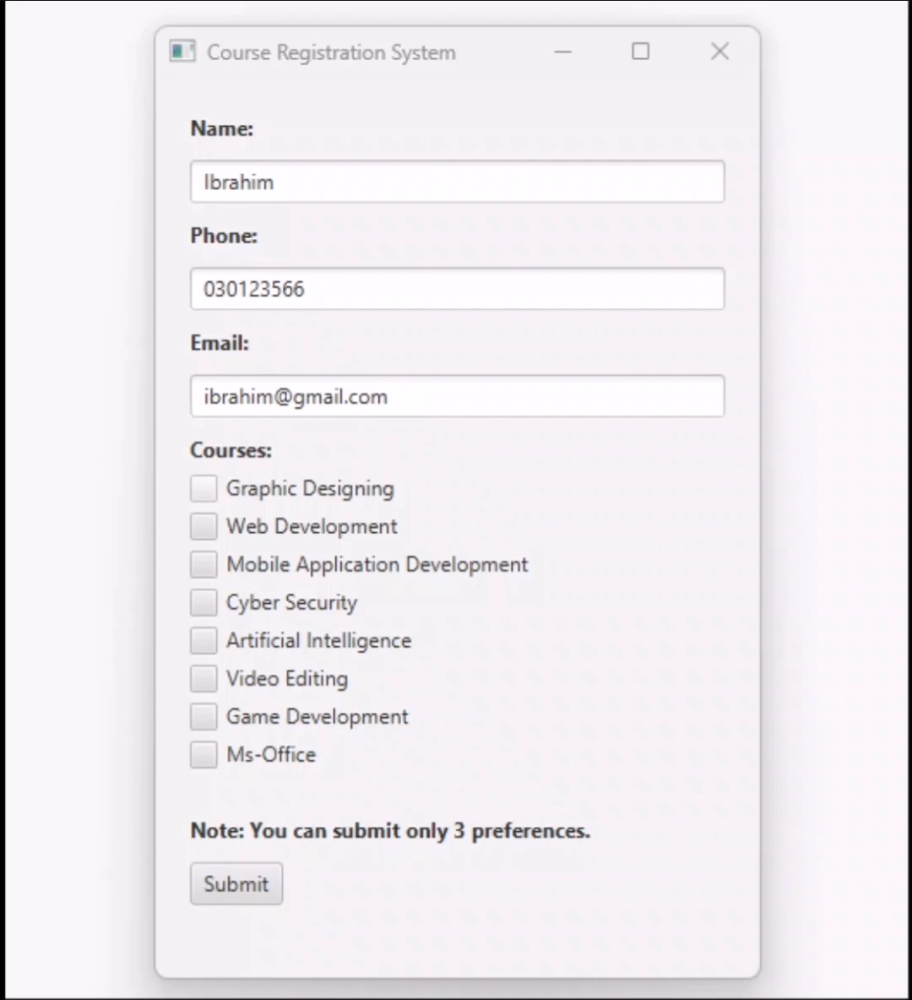 Course Registration System
Name:
Ibrahim
Phone:
030123566
Email:
ibrahim@gmail.com
Courses:
Graphic Designing
Web Development
Mobile Application Development
Cyber Security
Artificial Intelligence
Video Editing
Game Development
Ms-Office
Note: You can submit only 3 preferences.
Submit